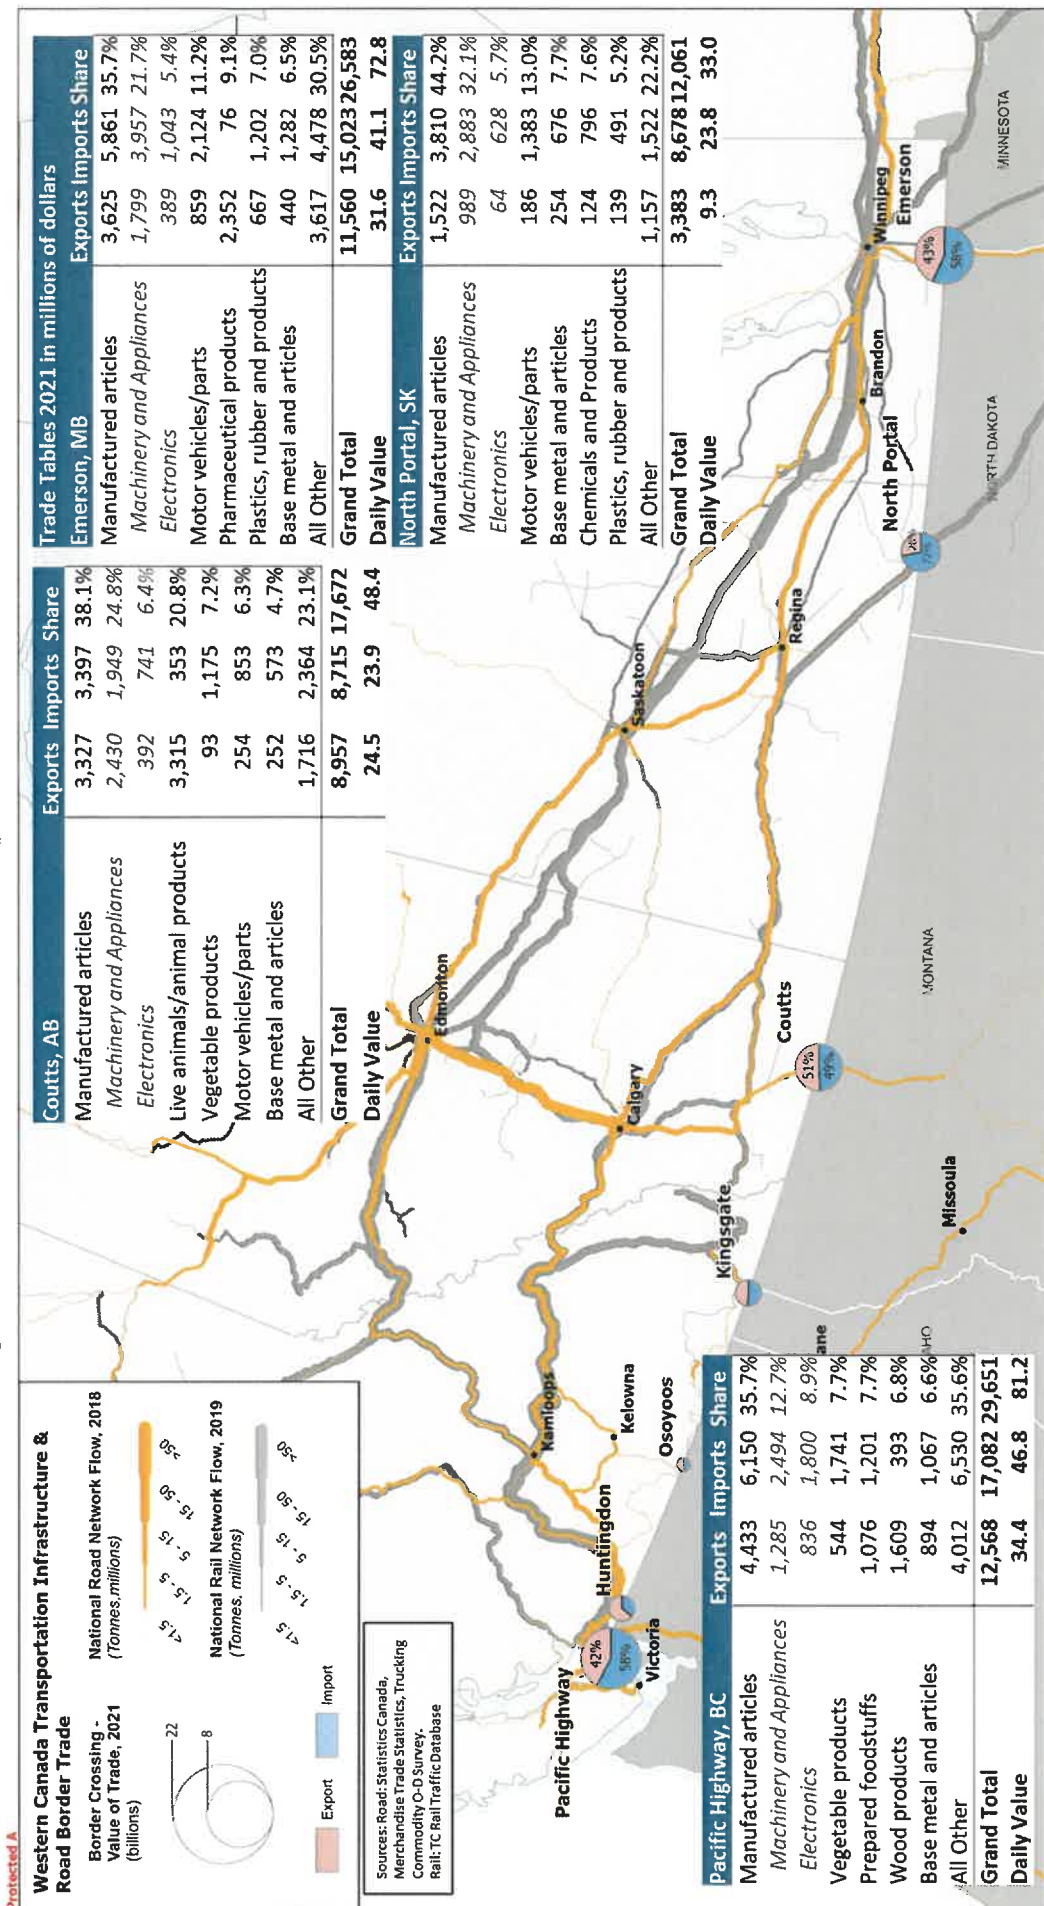 Protected A
Western Canada Transportation Infrastructure &
Road Border Trade
Border Crossing -
Value of Trade, 2021
(billions)
22
8
Export
Import
National Road Network Flow, 2018
(Tonnes, millions)
<1.5
1.5 - 5
5 - 15
15 - 50
>50
National Rail Network Flow, 2019
(Tonnes, millions)
<1.5
1.5 - 5
5 - 15
15 - 50
>50
Sources: Road: Statistics Canada,
Merchandise Trade Statistics, Trucking
Commodity O-D Survey.
Rail: TC Rail Traffic Database
Coutts, AB Exports Imports Share
Manufactured articles 3,327 3,397 38.1%
Machinery and Appliances 2,430 1,949 24.8%
Electronics 392 741 6.4%
Live animals/animal products 3,315 353 20.8%
Vegetable products 93 1,175 7.2%
Motor vehicles/parts 254 853 6.3%
Base metal and articles 252 573 4.7%
All Other 1,716 2,364 23.1%
Grand Total 8,957 8,715 17,672
Daily Value 24.5 23.9 48.4
Trade Tables 2021 in millions of dollars
Emerson, MB Exports Imports Share
Manufactured articles 3,625 5,861 35.7%
Machinery and Appliances 1,799 3,957 21.7%
Electronics 389 1,043 5.4%
Motor vehicles/parts 859 2,124 11.2%
Pharmaceutical products 2,352 76 9.1%
Plastics, rubber and products 667 1,202 7.0%
Base metal and articles 440 1,282 6.5%
All Other 3,617 4,478 30.5%
Grand Total 11,560 15,023 26,583
Daily Value 31.6 41.1 72.8
North Portal, SK Exports Imports Share
Manufactured articles 1,522 3,810 44.2%
Machinery and Appliances 989 2,883 32.1%
Electronics 64 628 5.7%
Motor vehicles/parts 186 1,383 13.0%
Base metal and articles 254 676 7.7%
Chemicals and Products 124 796 7.6%
Plastics, rubber and products 139 491 5.2%
All Other 1,157 1,522 22.2%
Grand Total 3,383 8,678 12,061
Daily Value 9.3 23.8 33.0
Pacific Highway, BC Exports Imports Share
Manufactured articles 4,433 6,150 35.7%
Machinery and Appliances 1,285 2,494 12.7%
Electronics 836 1,800 8.9%
Vegetable products 544 1,741 7.7%
Prepared foodstuffs 1,076 1,201 7.7%
Wood products 1,609 393 6.8%
Base metal and articles 894 1,067 6.6%
All Other 4,012 6,530 35.6%
Grand Total 12,568 17,082 29,651
Daily Value 34.4 46.8 81.2
Edmonton
Saskatoon
Calgary
Kamloops
Kelowna
Osoyoos
Huntingdon
Pacific Highway
42%
58%
Victoria
Kingsgate
Coutts
51%
49%
Regina
Brandon
Winnipeg
Emerson
43%
58%
North Portal
28%
72%
Missoula
ane
AHO
MONTANA
NORTH DAKOTA
MINNESOTA